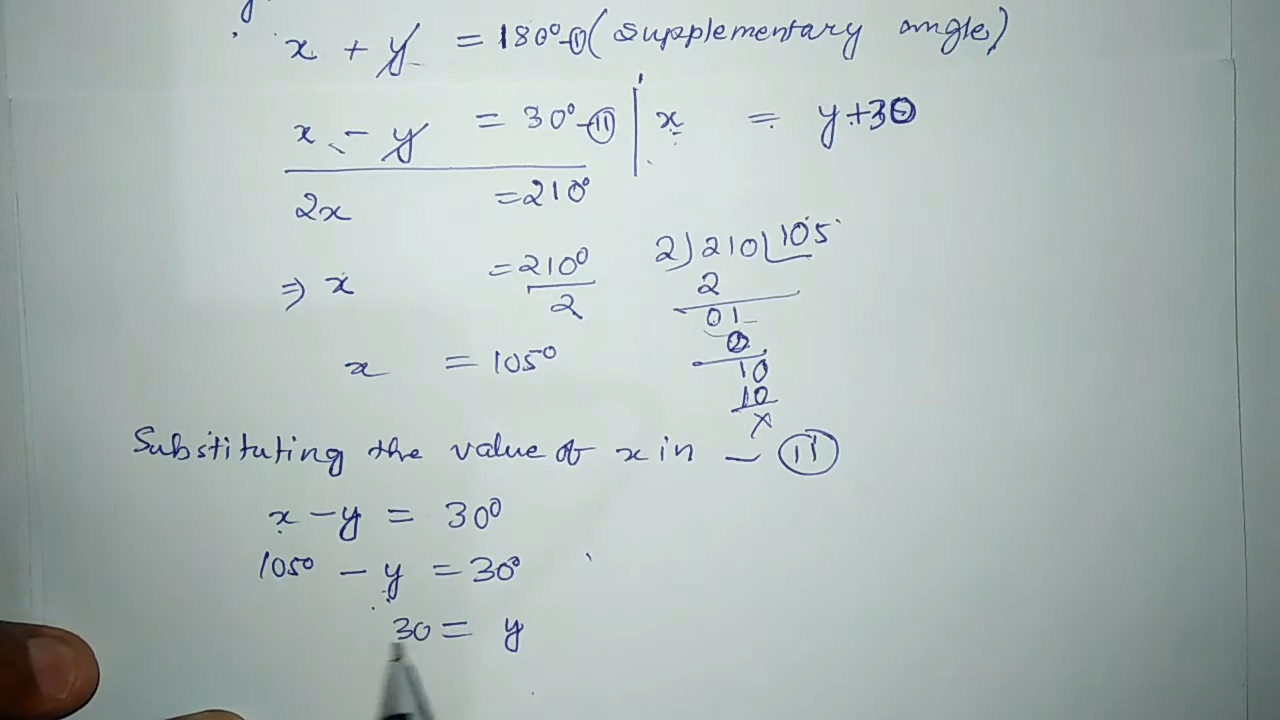 x + y = 180° - (I) (supplementary angle)
x - y = 30° - (II) | x = y+30
2x = 210°
⇒ x = 210°/2
2)210(105
2
01
0
10
10
x
x = 105°
Substituting the value of x in - (II)
x - y = 30°
105° - y = 30°
30 = y